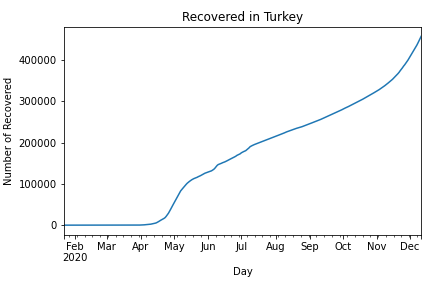 Recovered in Turkey
Number of Recovered
400000
300000
200000
100000
0
Feb Mar Apr May Jun Jul Aug Sep Oct Nov Dec
2020
Day